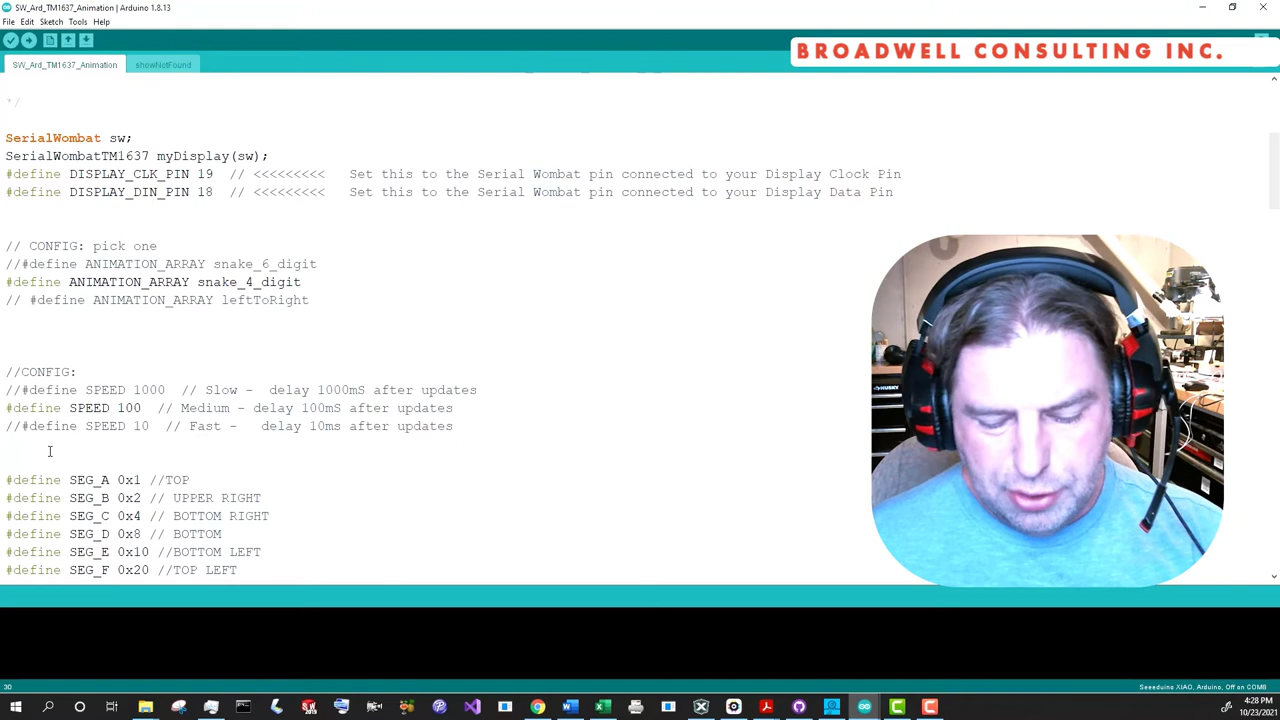 SW_Ard_TM1637_Animation | Arduino 1.8.13
File Edit Sketch Tools Help
BROADWELL CONSULTING INC.
SW_Ard_TM1637_Animation showNotFound
*/
SerialWombat sw;
SerialWombatTM1637 myDisplay(sw);
#define DISPLAY_CLK_PIN 19 // <<<<<<<<< Set this to the Serial Wombat pin connected to your Display Clock Pin
#define DISPLAY_DIN_PIN 18 // <<<<<<<<< Set this to the Serial Wombat pin connected to your Display Data Pin
// CONFIG: pick one
//#define ANIMATION_ARRAY snake_6_digit
#define ANIMATION_ARRAY snake_4_digit
// #define ANIMATION_ARRAY leftToRight
//CONFIG:
//#define SPEED 1000 // Slow - delay 1000mS after updates
#define SPEED 100 // Medium - delay 100mS after updates
//#define SPEED 10 // Fast - delay 10ms after updates
#define SEG_A 0x1 //TOP
#define SEG_B 0x2 // UPPER RIGHT
#define SEG_C 0x4 // BOTTOM RIGHT
#define SEG_D 0x8 // BOTTOM
#define SEG_E 0x10 //BOTTOM LEFT
#define SEG_F 0x20 //TOP LEFT
HUSKY
30
Seeeduino XIAO, Arduino, Off on COM8
4:28 PM
10/23/2021